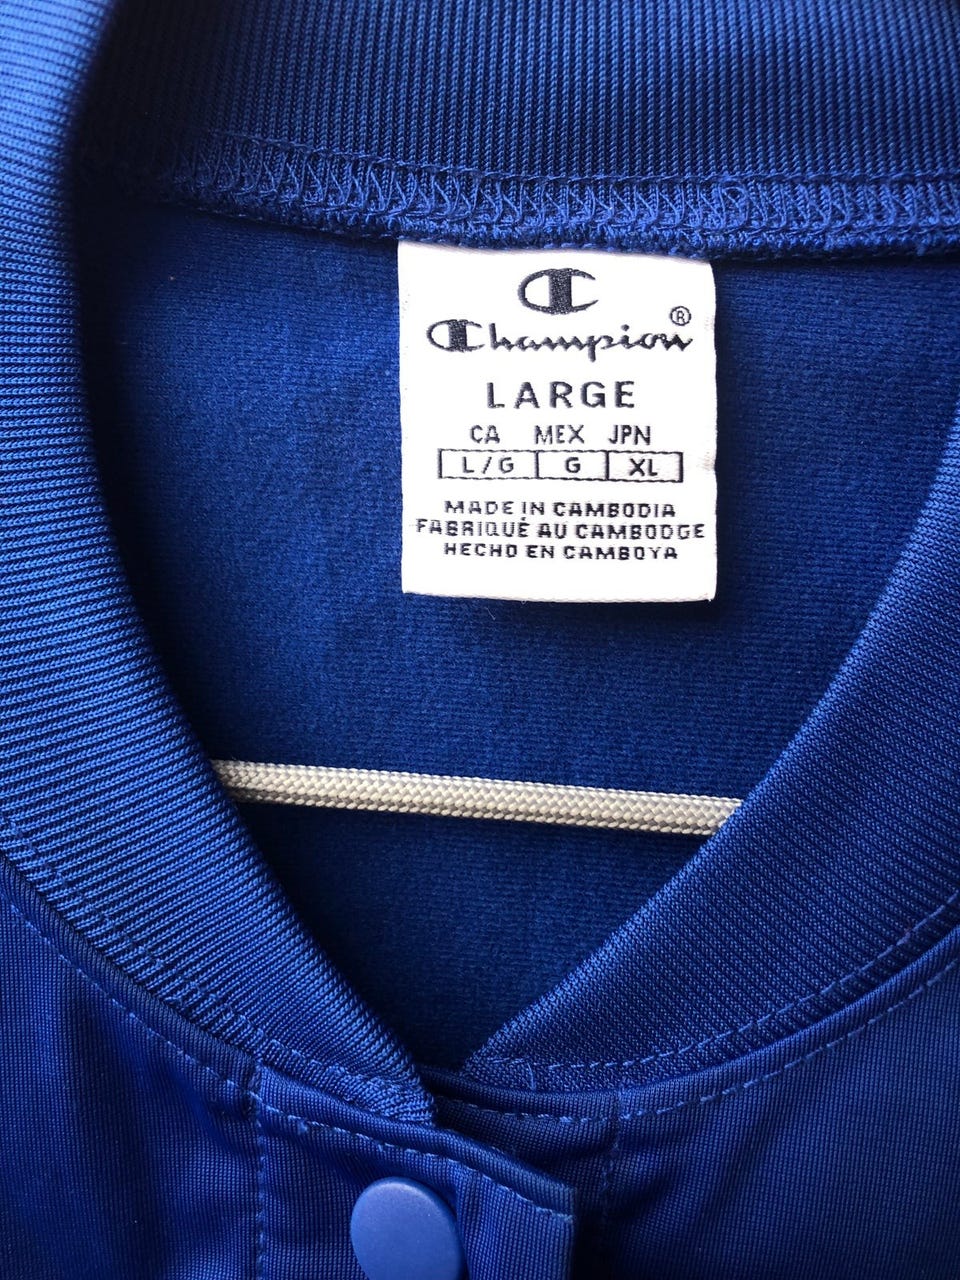 Champion®
LARGE
CA MEX JPN
L/G G XL
MADE IN CAMBODIA
FABRIQUÉ AU CAMBODGE
HECHO EN CAMBOYA